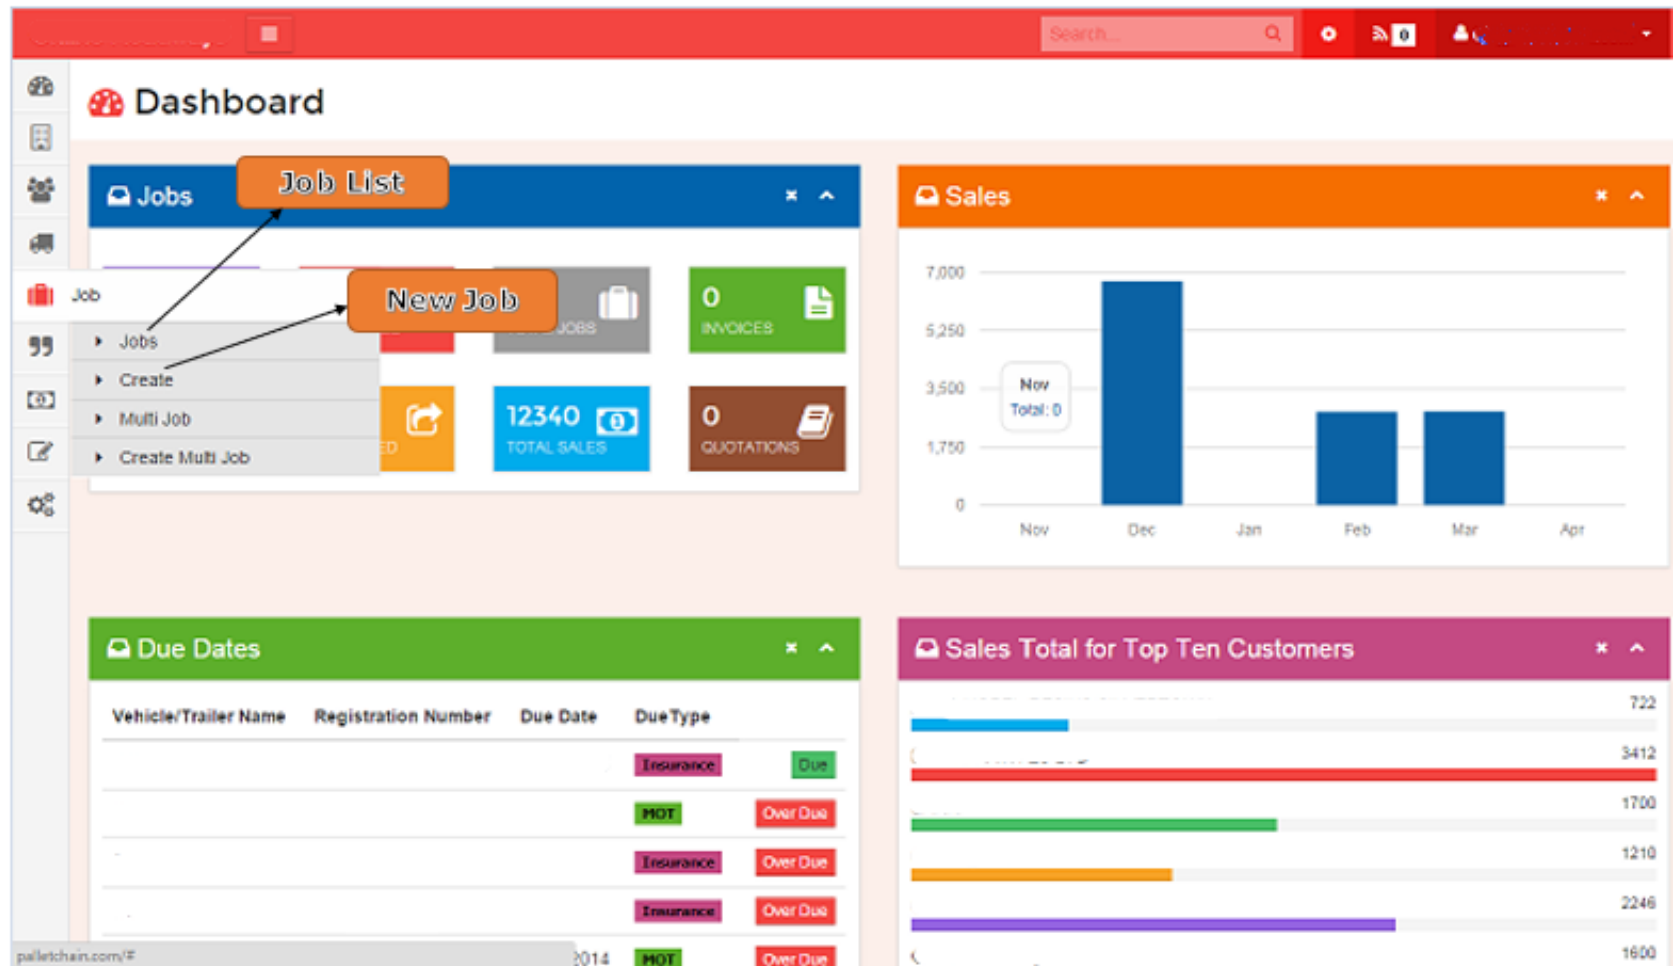 Search...
0
Dashboard
Jobs
Job List
Sales
Job
New Job
JOBS
0
INVOICES
Jobs
Create
Multi Job
Create Multi Job
12340
TOTAL SALES
0
QUOTATIONS
7,000
5,250
3,500
1,750
0
Nov
Total: 0
Nov Dec Jan Feb Mar Apr
Due Dates
Sales Total for Top Ten Customers
Vehicle/Trailer Name Registration Number Due Date DueType
Insurance Due
MOT Over Due
Insurance Over Due
Insurance Over Due
2014 MOT Over Due
722
3412
1700
1210
2246
1600
palletchain.com/#